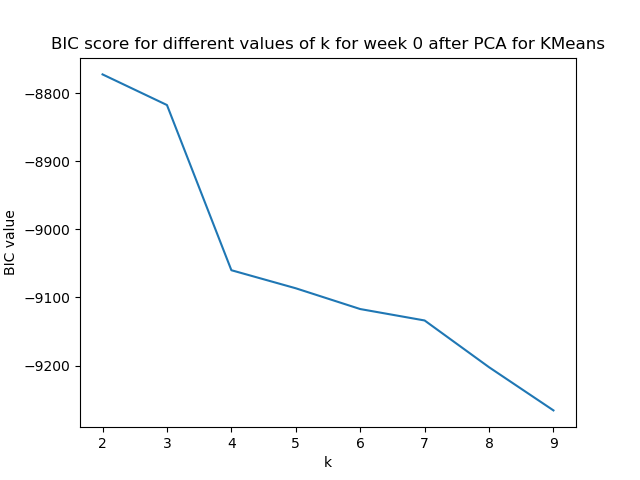 BIC score for different values of k for week 0 after PCA for KMeans
BIC value
−8800
−8900
−9000
−9100
−9200
2 3 4 5 6 7 8 9
k